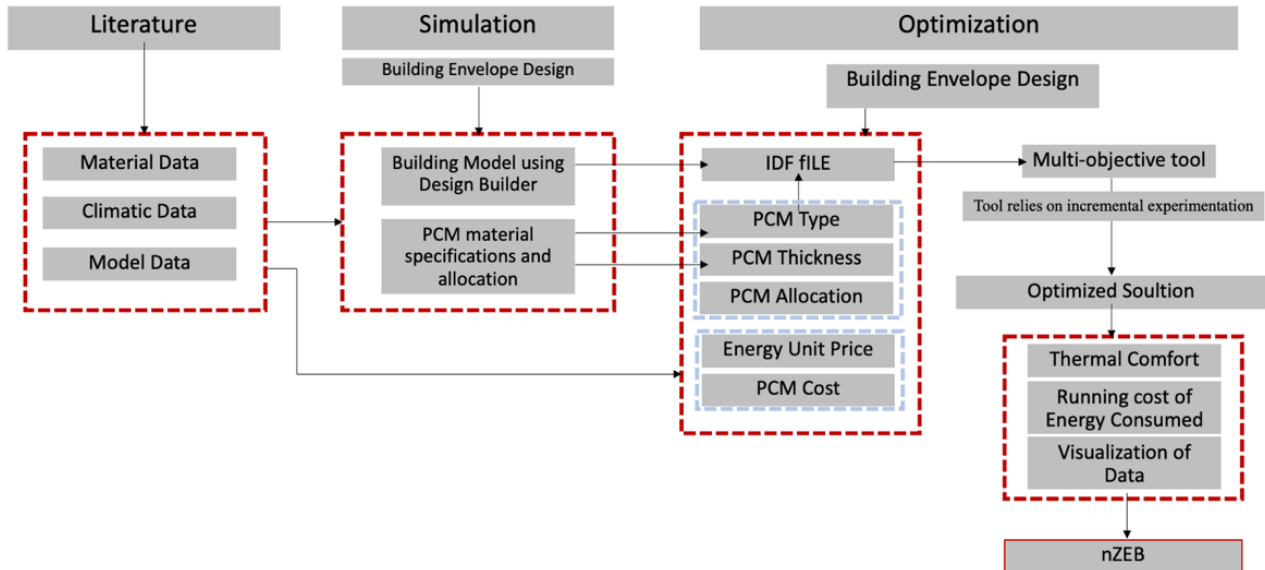 Literature
Simulation
Optimization
Building Envelope Design
Building Envelope Design
Material Data
Climatic Data
Model Data
Building Model using
Design Builder
PCM material
specifications and
allocation
IDF fILE
PCM Type
PCM Thickness
PCM Allocation
Energy Unit Price
PCM Cost
Multi-objective tool
Tool relies on incremental experimentation
Optimized Soultion
Thermal Comfort
Running cost of
Energy Consumed
Visualization of
Data
nZEB